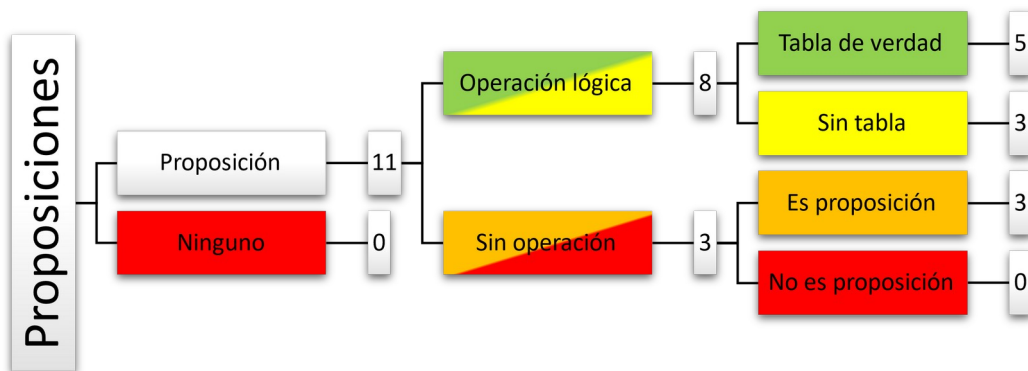 Proposiciones
Proposición
11
Ninguno
0
Operación lógica
8
Sin operación
3
Tabla de verdad
5
Sin tabla
3
Es proposición
3
No es proposición
0